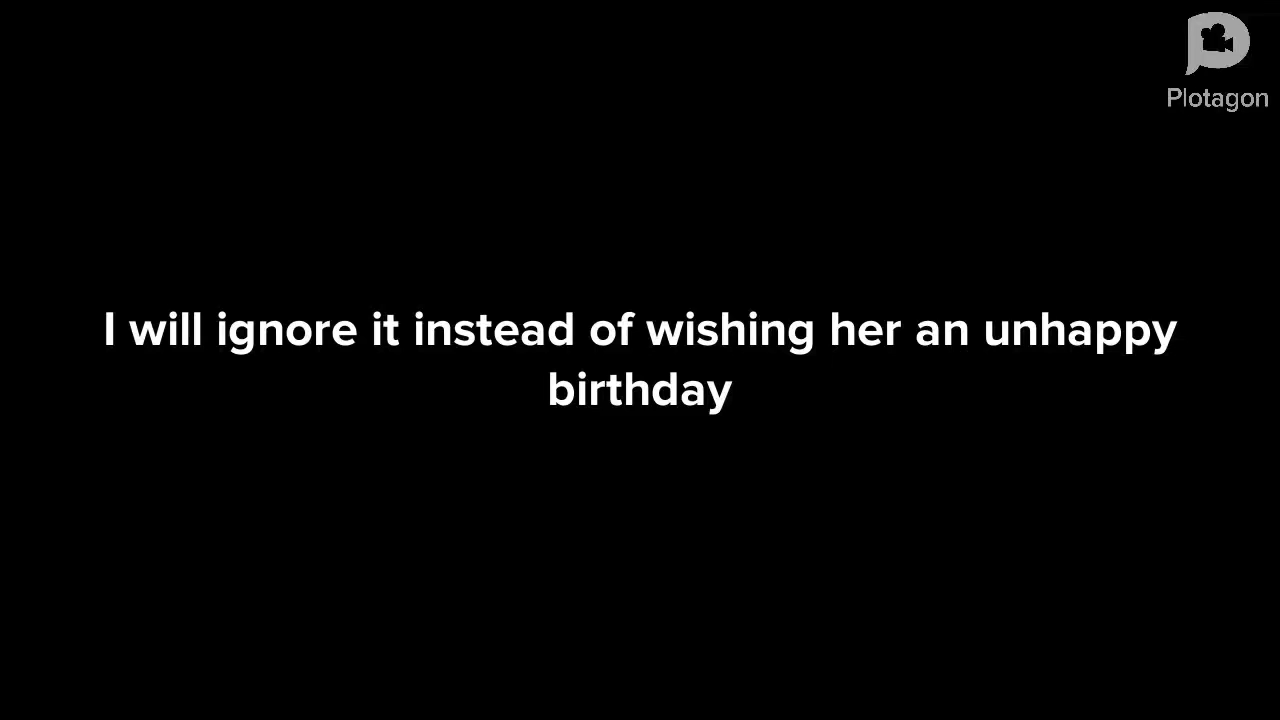 Plotagon
I will ignore it instead of wishing her an unhappy
birthday